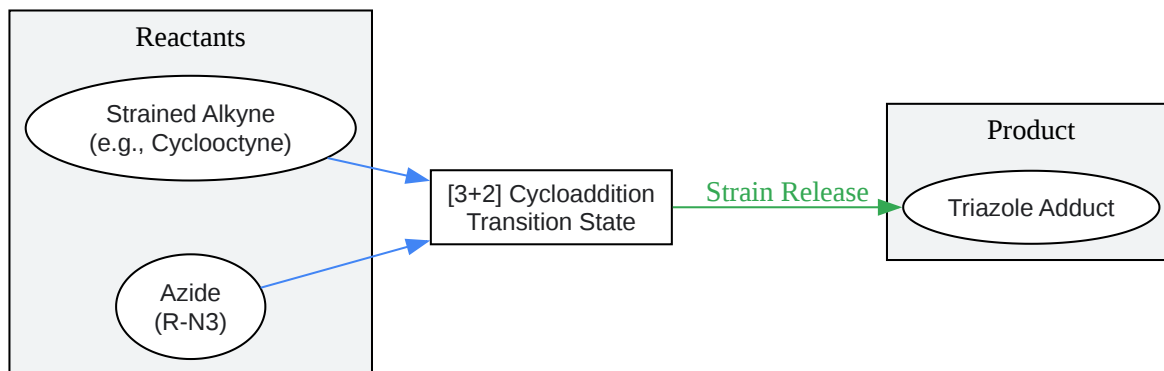 Reactants
Strained Alkyne
(e.g., Cyclooctyne)
Azide
(R-N3)
[3+2] Cycloaddition
Transition State
Strain Release
Product
Triazole Adduct